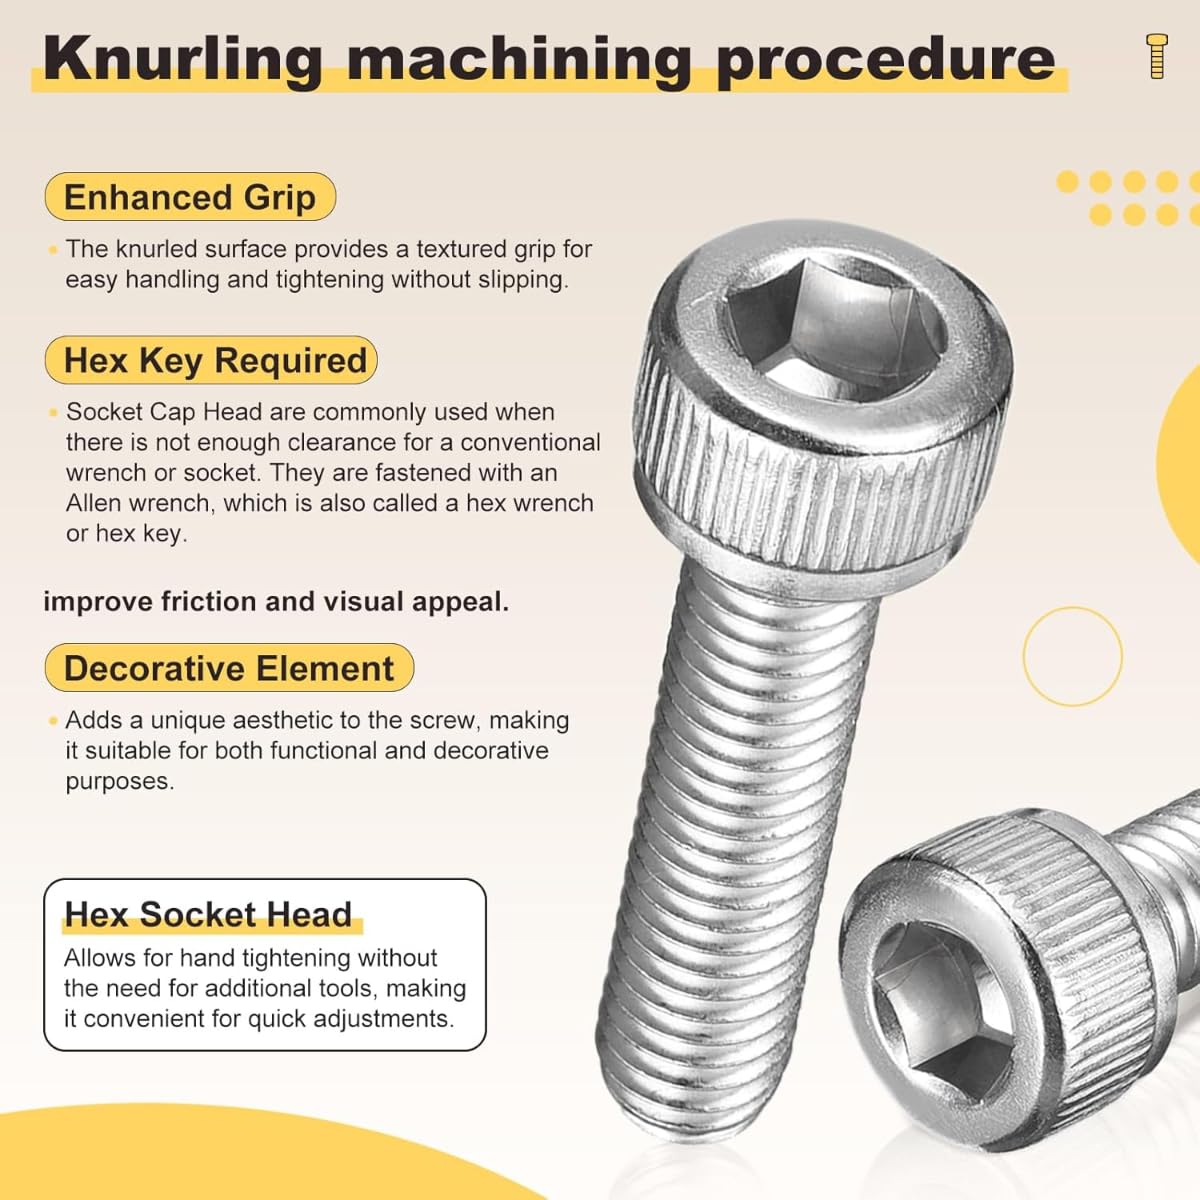 Knurling machining procedure
Enhanced Grip
The knurled surface provides a textured grip for
easy handling and tightening without slipping.
Hex Key Required
Socket Cap Head are commonly used when
there is not enough clearance for a conventional
wrench or socket. They are fastened with an
Allen wrench, which is also called a hex wrench
or hex key.
improve friction and visual appeal.
Decorative Element
Adds a unique aesthetic to the screw, making
it suitable for both functional and decorative
purposes.
Hex Socket Head
Allows for hand tightening without
the need for additional tools, making
it convenient for quick adjustments.